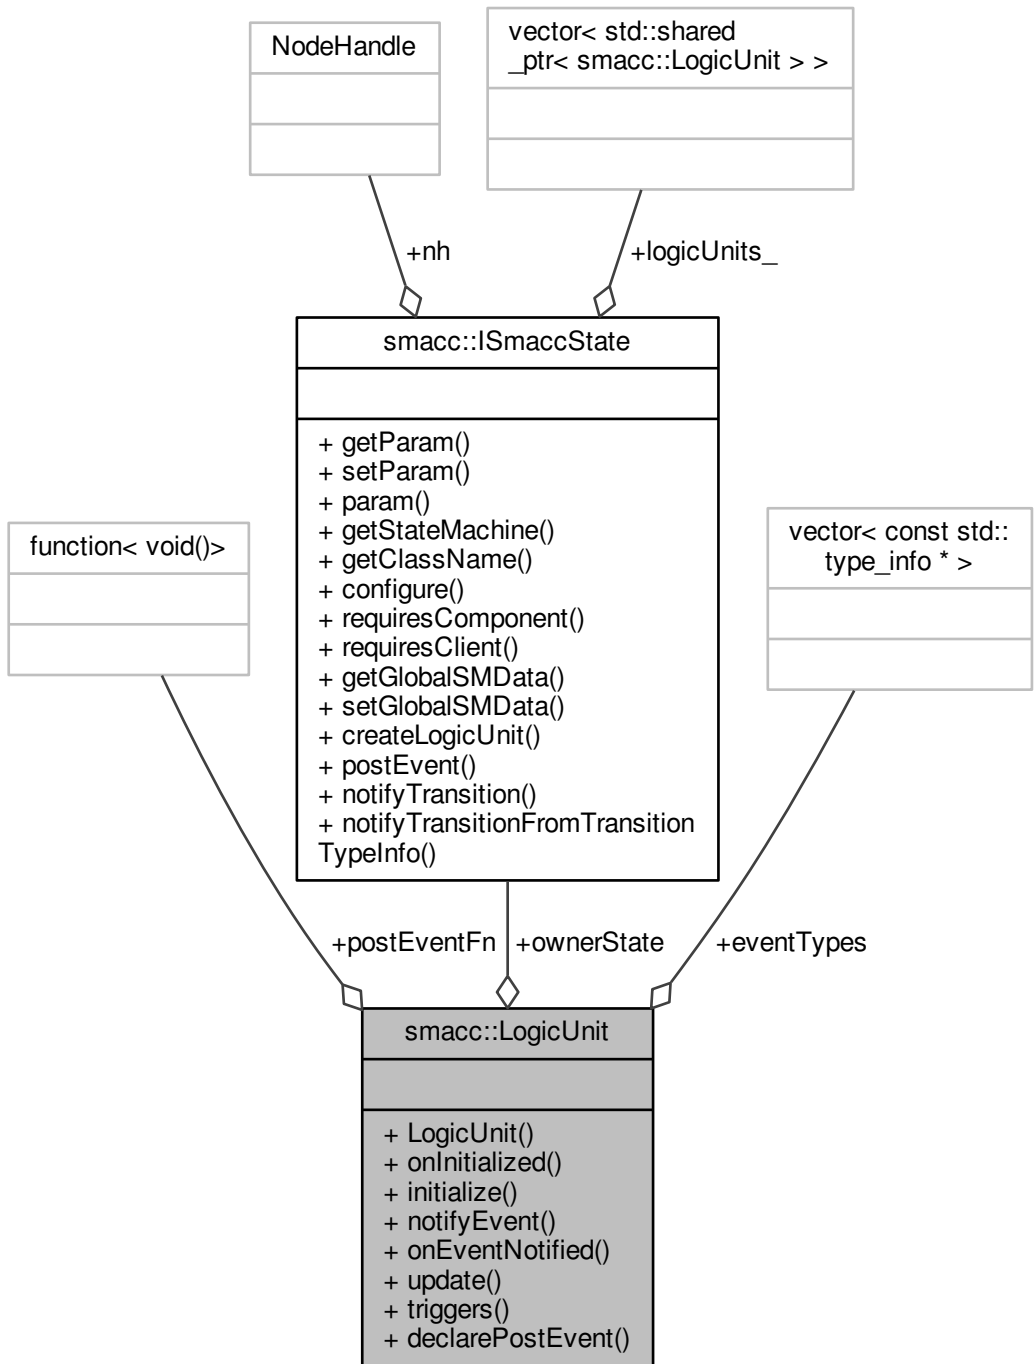 NodeHandle
vector< std::shared
_ptr< smacc::LogicUnit > >
+nh
+logicUnits_
smacc::ISmaccState
+ getParam()
+ setParam()
+ param()
+ getStateMachine()
+ getClassName()
+ configure()
+ requiresComponent()
+ requiresClient()
+ getGlobalSMData()
+ setGlobalSMData()
+ createLogicUnit()
+ postEvent()
+ notifyTransition()
+ notifyTransitionFromTransition
TypeInfo()
function< void()>
vector< const std::
type_info * >
+postEventFn
+ownerState
+eventTypes
smacc::LogicUnit
+ LogicUnit()
+ onInitialized()
+ initialize()
+ notifyEvent()
+ onEventNotified()
+ update()
+ triggers()
+ declarePostEvent()